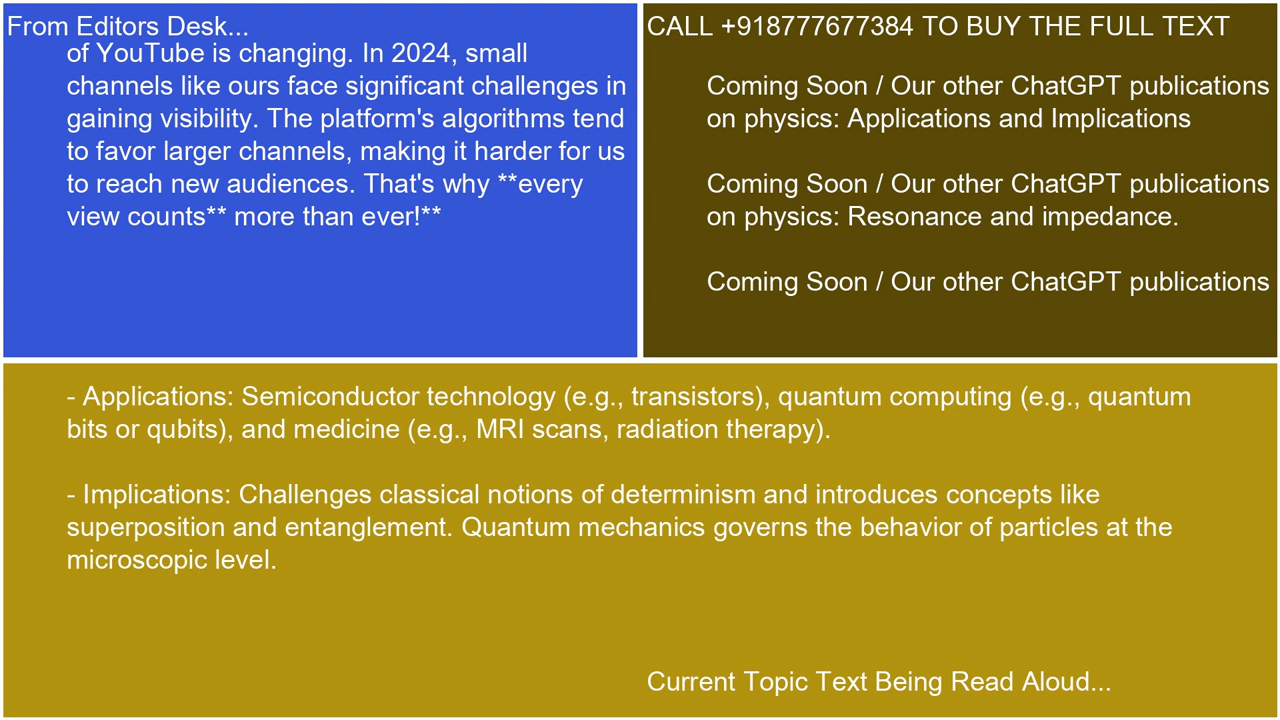 From Editors Desk...
of YouTube is changing. In 2024, small
channels like ours face significant challenges in
gaining visibility. The platform's algorithms tend
to favor larger channels, making it harder for us
to reach new audiences. That's why **every
view counts** more than ever!**
CALL +918777677384 TO BUY THE FULL TEXT
Coming Soon / Our other ChatGPT publications
on physics: Applications and Implications
Coming Soon / Our other ChatGPT publications
on physics: Resonance and impedance.
Coming Soon / Our other ChatGPT publications
- Applications: Semiconductor technology (e.g., transistors), quantum computing (e.g., quantum
bits or qubits), and medicine (e.g., MRI scans, radiation therapy).
- Implications: Challenges classical notions of determinism and introduces concepts like
superposition and entanglement. Quantum mechanics governs the behavior of particles at the
microscopic level.
Current Topic Text Being Read Aloud...